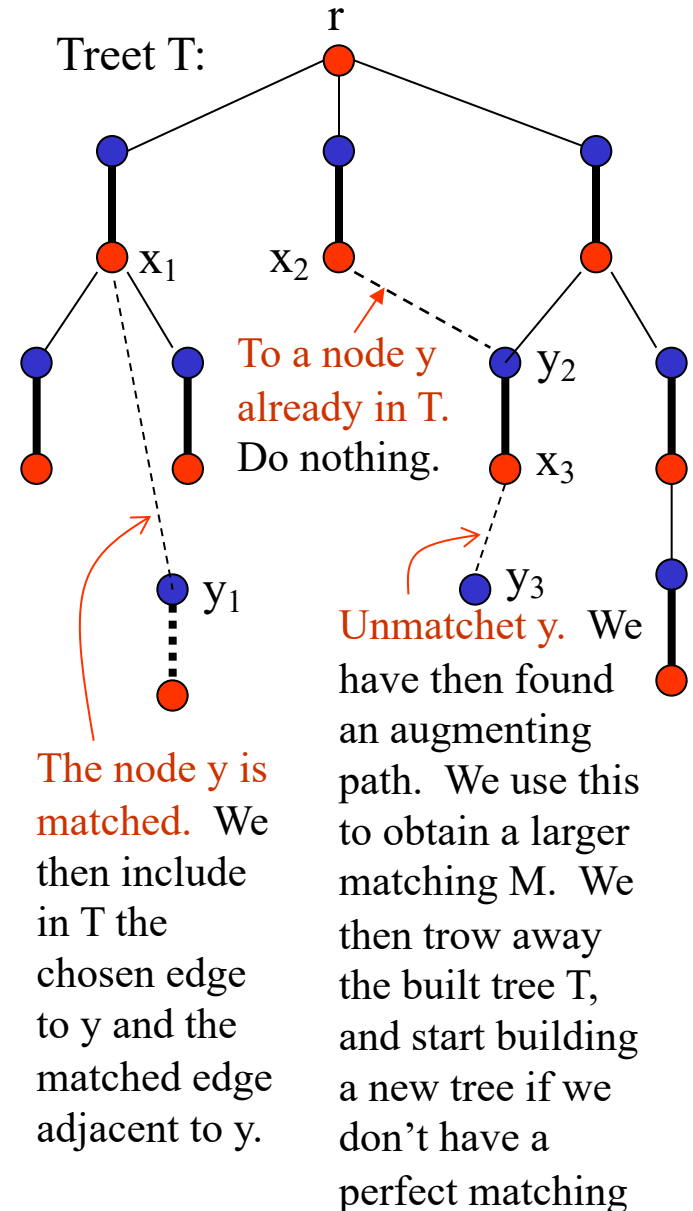 r
Treet T:
x1
x2
To a node y
already in T.
Do nothing.
y2
x3
y1
y3
The node y is
matched. We
then include
in T the
chosen edge
to y and the
matched edge
adjacent to y.
Unmatchet y. We
have then found
an augmenting
path. We use this
to obtain a larger
matching M. We
then trow away
the built tree T,
and start building
a new tree if we
don't have a
perfect matching